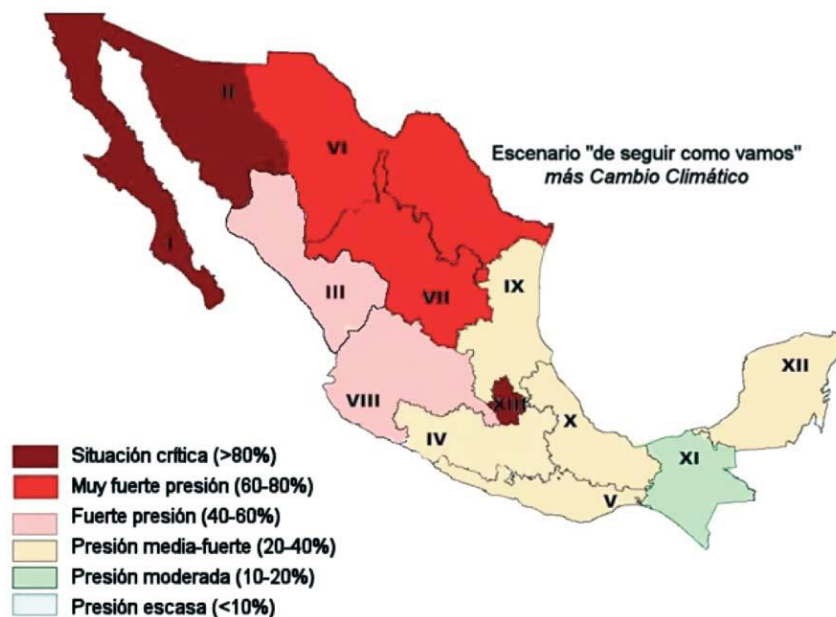 II
VI
Escenario "de seguir como vamos"
más Cambio Climático
I
III
VII
IX
XII
VIII
XIII
IV
X
XI
V
Situación crítica (>80%)
Muy fuerte presión (60-80%)
Fuerte presión (40-60%)
Presión media-fuerte (20-40%)
Presión moderada (10-20%)
Presión escasa (<10%)